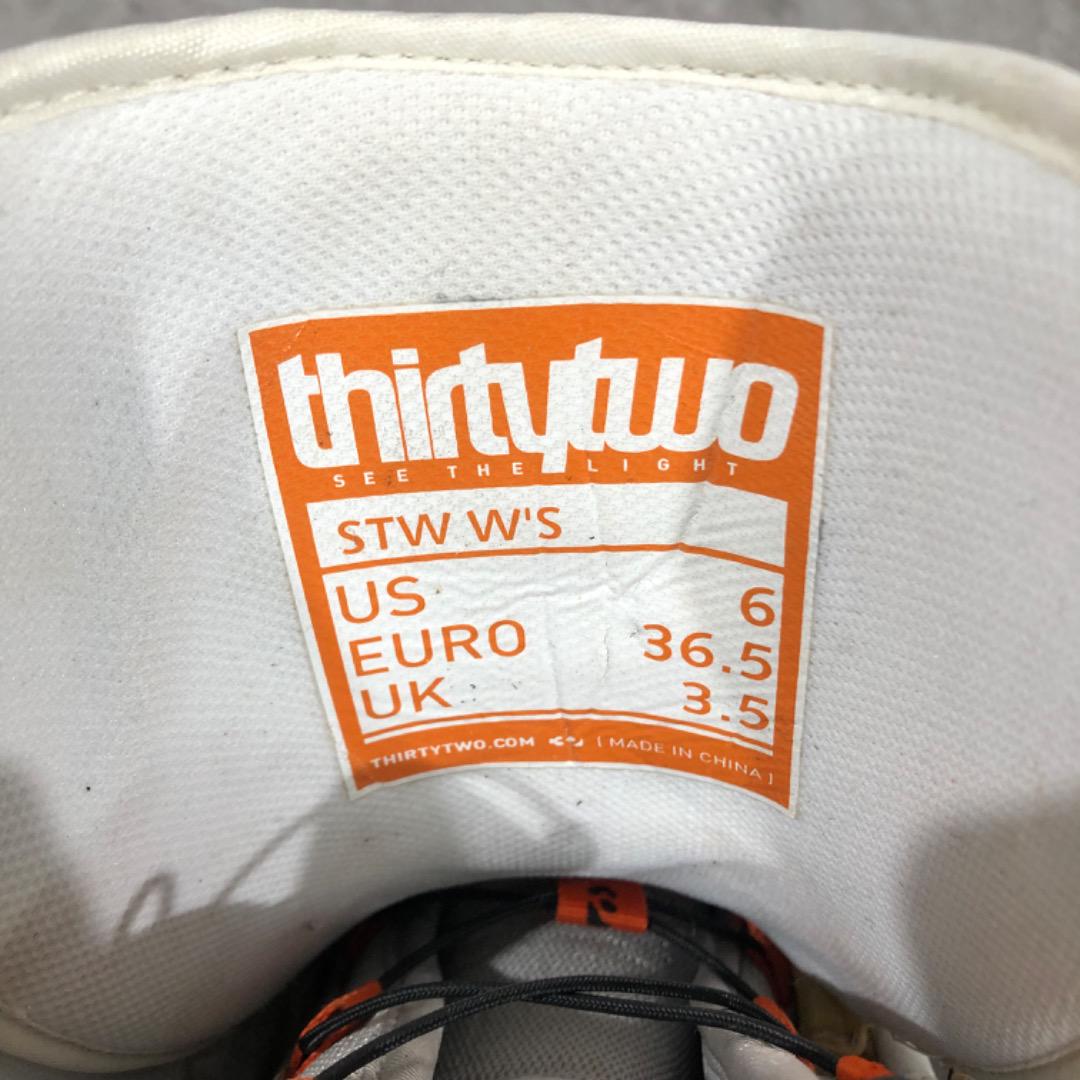 thirtytwo
SEE THE LIGHT
STW W'S
US 6
EURO 36.5
UK 3.5
THIRTYTWO.COM [ MADE IN CHINA ]